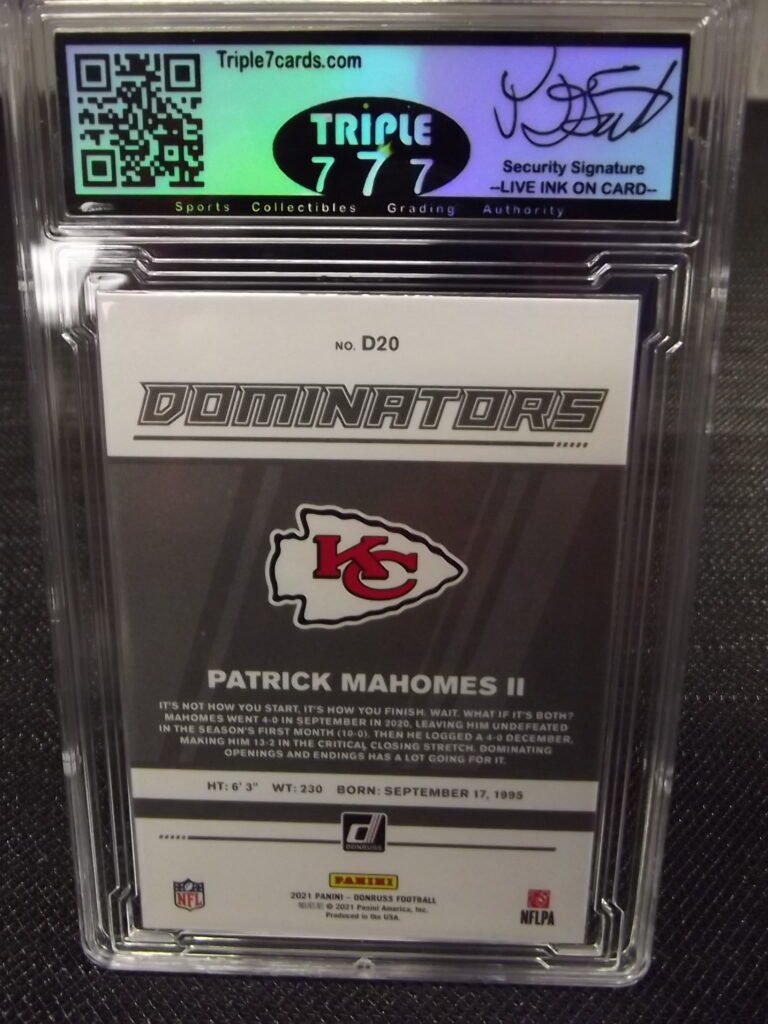 Triple7cards.com
TRIPLE
7 7 7
Security Signature
--LIVE INK ON CARD--
Sports Collectibles Grading Authority
NO. D20
DOMINATORS
KC
PATRICK MAHOMES II
IT'S NOT HOW YOU START, IT'S HOW YOU FINISH. WAIT. WHAT IF IT'S BOTH?
MAHOMES WENT 4-0 IN SEPTEMBER IN 2020, LEAVING HIM UNDEFEATED
IN THE SEASON'S FIRST MONTH (10-0). THEN HE LOGGED A 4-0 DECEMBER,
MAKING HIM 13-2 IN THE CRITICAL CLOSING STRETCH. DOMINATING
OPENINGS AND ENDINGS HAS A LOT GOING FOR IT.
HT: 6' 3" WT: 230 BORN: SEPTEMBER 17, 1995
d
DONRUSS
PANINI
NFL
2021 PANINI – DONRUSS FOOTBALL
© 2021 Panini America, Inc.
Produced in the USA.
NFLPA